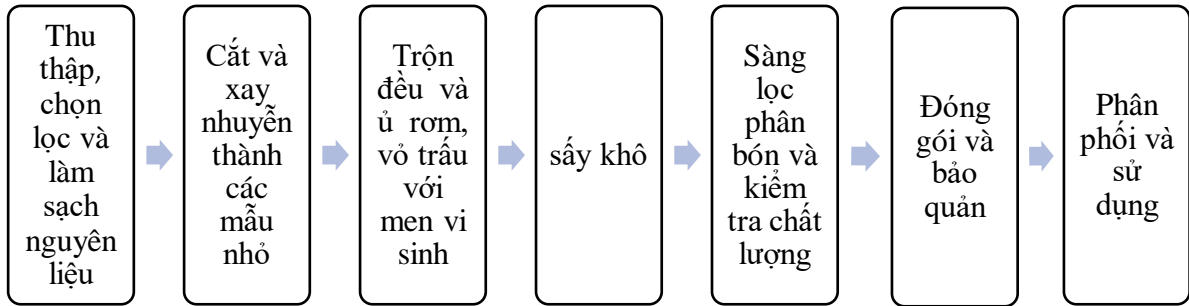 Thu
thập,
chọn
lọc và
làm
sạch
nguyên
liệu
Cắt và
xay
nhuyễn
thành
các
mẫu
nhỏ
Trộn
đều và
ủ rơm,
vỏ trấu
với
men vi
sinh
sấy khô
Sàng
lọc
phân
bón và
kiểm
tra chất
lượng
Đóng
gói và
bảo
quản
Phân
phối và
sử
dụng